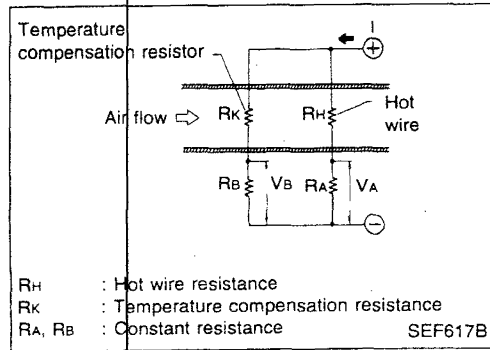 Temperature
compensation resistor
I
+
Air flow
RK
RH
Hot
wire
RB
VB
RA
VA
−
RH : Hot wire resistance
RK : Temperature compensation resistance
RA, RB : Constant resistance
SEF617B